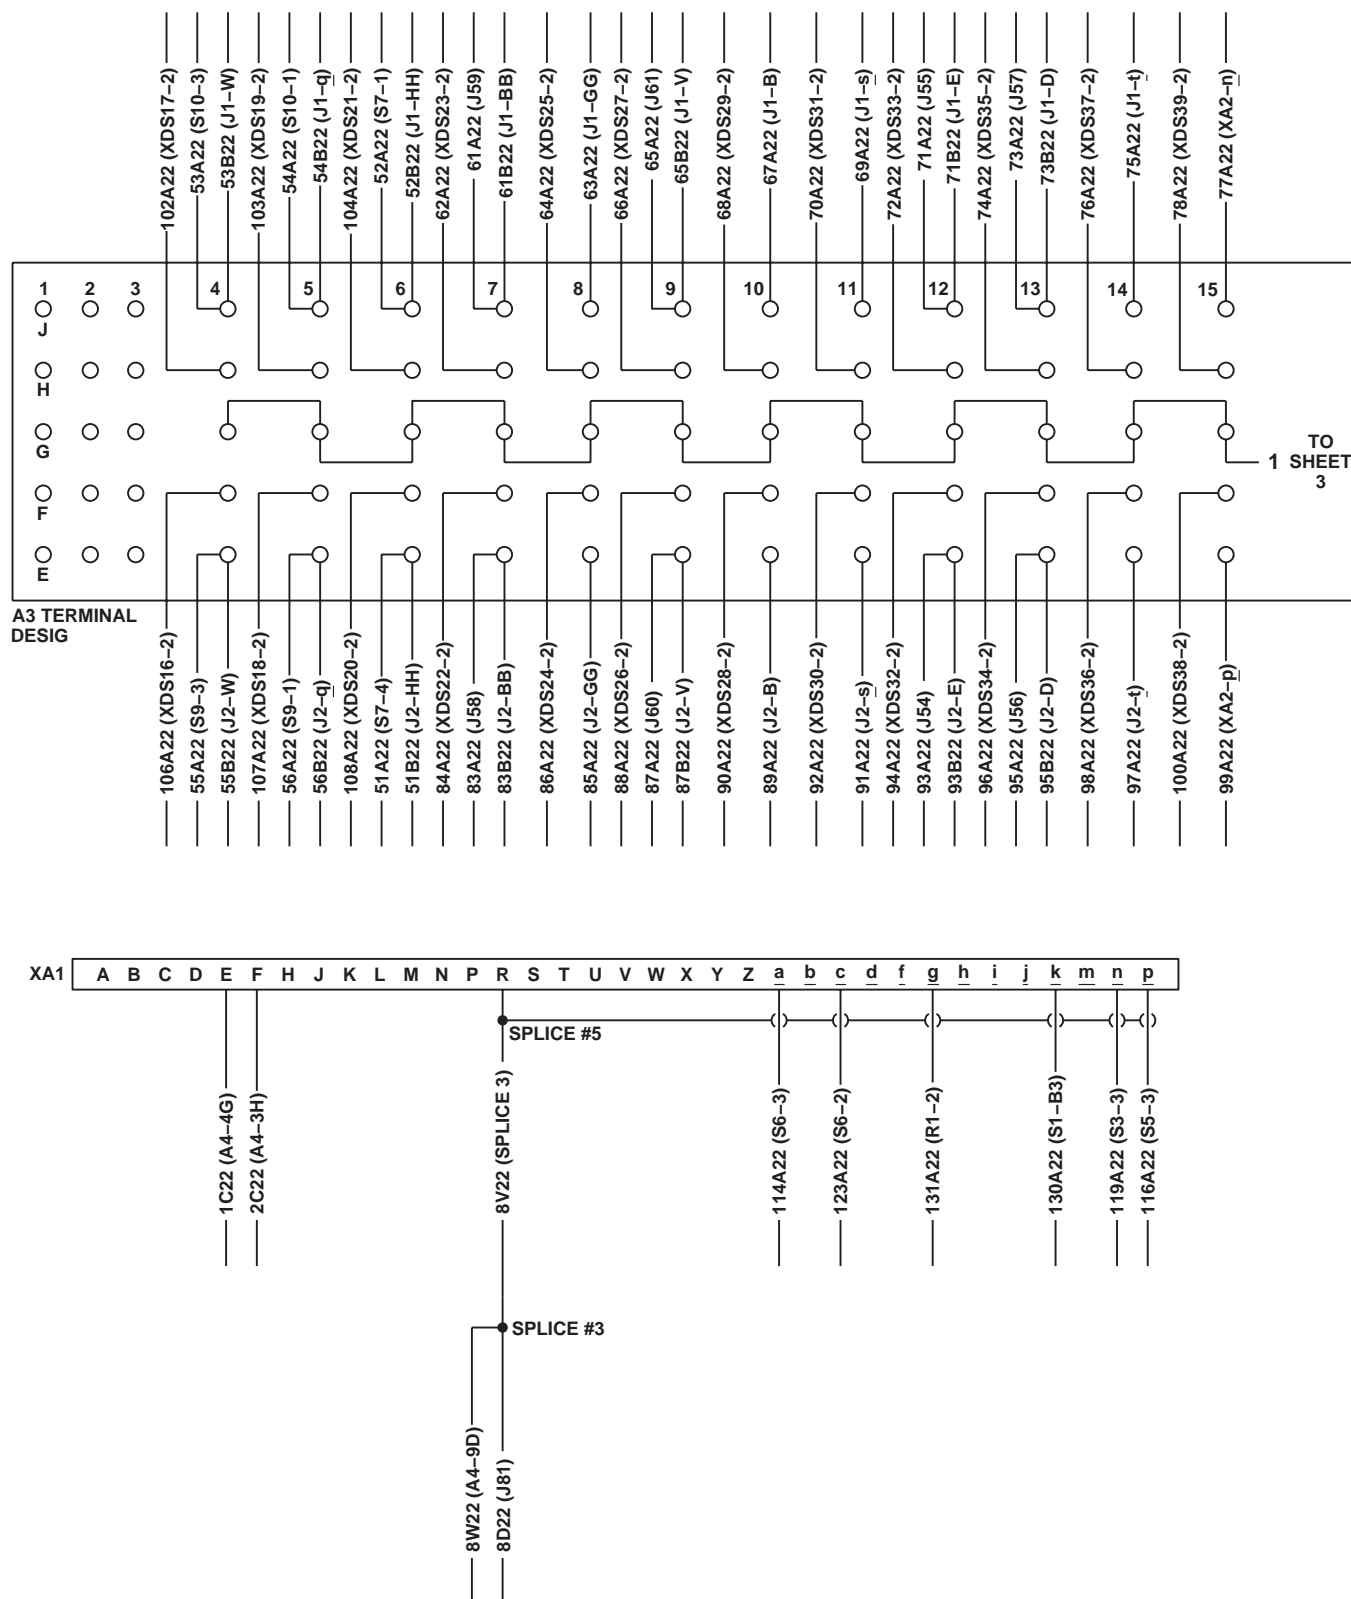 102A22 (XDS17–2)
53A22 (S10–3)
53B22 (J1–W)
103A22 (XDS19–2)
54A22 (S10–1)
54B22 (J1–q)
104A22 (XDS21–2)
52A22 (S7–1)
52B22 (J1–HH)
62A22 (XDS23–2)
61A22 (J59)
61B22 (J1–BB)
64A22 (XDS25–2)
63A22 (J1–GG)
66A22 (XDS27–2)
65A22 (J61)
65B22 (J1–V)
68A22 (XDS29–2)
67A22 (J1–B)
70A22 (XDS31–2)
69A22 (J1–s)
72A22 (XDS33–2)
71A22 (J55)
71B22 (J1–E)
74A22 (XDS35–2)
73A22 (J57)
73B22 (J1–D)
76A22 (XDS37–2)
75A22 (J1–t)
78A22 (XDS39–2)
77A22 (XA2–n)
1 2 3 4 5 6 7 8 9 10 11 12 13 14 15
J
H
G
1 TO SHEET 3
F
E
A3 TERMINAL
DESIG
106A22 (XDS16–2)
55A22 (S9–3)
55B22 (J2–W)
107A22 (XDS18–2)
56A22 (S9–1)
56B22 (J2–q)
108A22 (XDS20–2)
51A22 (S7–4)
51B22 (J2–HH)
84A22 (XDS22–2)
83A22 (J58)
83B22 (J2–BB)
86A22 (XDS24–2)
85A22 (J2–GG)
88A22 (XDS26–2)
87A22 (J60)
87B22 (J2–V)
90A22 (XDS28–2)
89A22 (J2–B)
92A22 (XDS30–2)
91A22 (J2–s)
94A22 (XDS32–2)
93A22 (J54)
93B22 (J2–E)
96A22 (XDS34–2)
95A22 (J56)
95B22 (J2–D)
98A22 (XDS36–2)
97A22 (J2–t)
100A22 (XDS38–2)
99A22 (XA2–p)
XA1 A B C D E F H J K L M N P R S T U V W X Y Z a b c d f g h i j k m n p
SPLICE #5
1C22 (A4–4G)
2C22 (A4–3H)
8V22 (SPLICE 3)
114A22 (S6–3)
123A22 (S6–2)
131A22 (R1–2)
130A22 (S1–B3)
119A22 (S3–3)
116A22 (S5–3)
SPLICE #3
8W22 (A4–9D)
8D22 (J81)